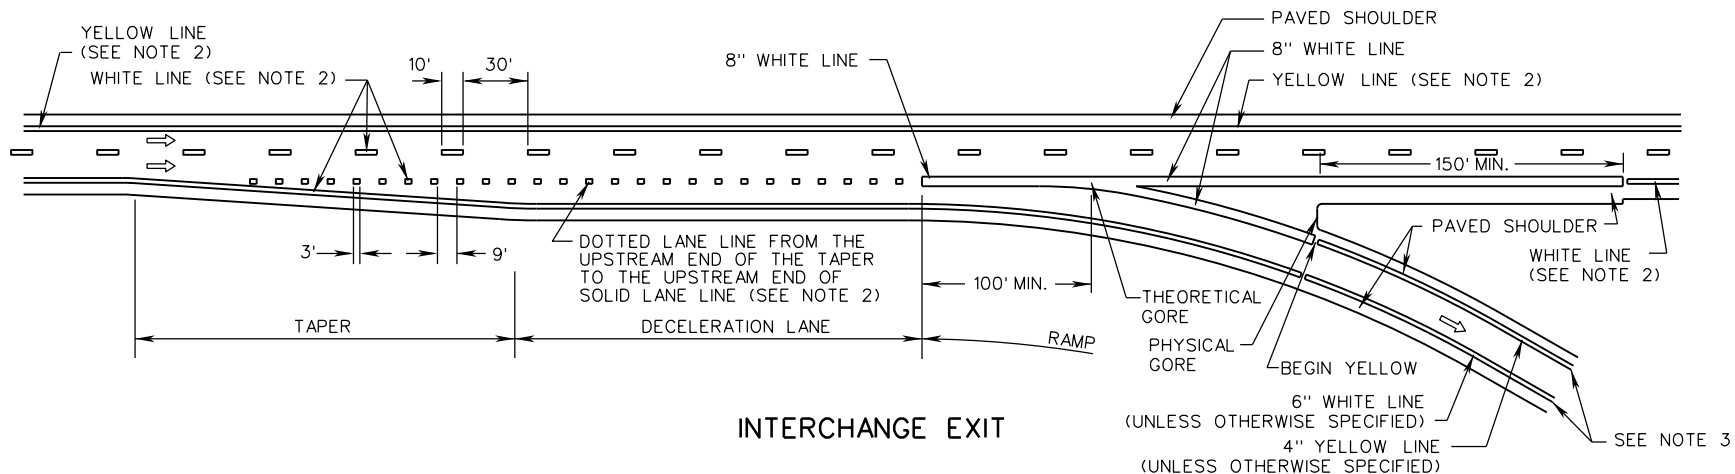 PAVED SHOULDER
YELLOW LINE
(SEE NOTE 2)
8" WHITE LINE
8" WHITE LINE
10'
30'
WHITE LINE (SEE NOTE 2)
YELLOW LINE (SEE NOTE 2)
150' MIN.
PAVED SHOULDER
3'
9'
DOTTED LANE LINE FROM THE
UPSTREAM END OF THE TAPER
TO THE UPSTREAM END OF
SOLID LANE LINE (SEE NOTE 2)
WHITE LINE
(SEE NOTE 2)
100' MIN.
THEORETICAL
GORE
TAPER
DECELERATION LANE
RAMP
PHYSICAL
GORE
BEGIN YELLOW
6" WHITE LINE
(UNLESS OTHERWISE SPECIFIED)
4" YELLOW LINE
(UNLESS OTHERWISE SPECIFIED)
SEE NOTE 3
INTERCHANGE EXIT